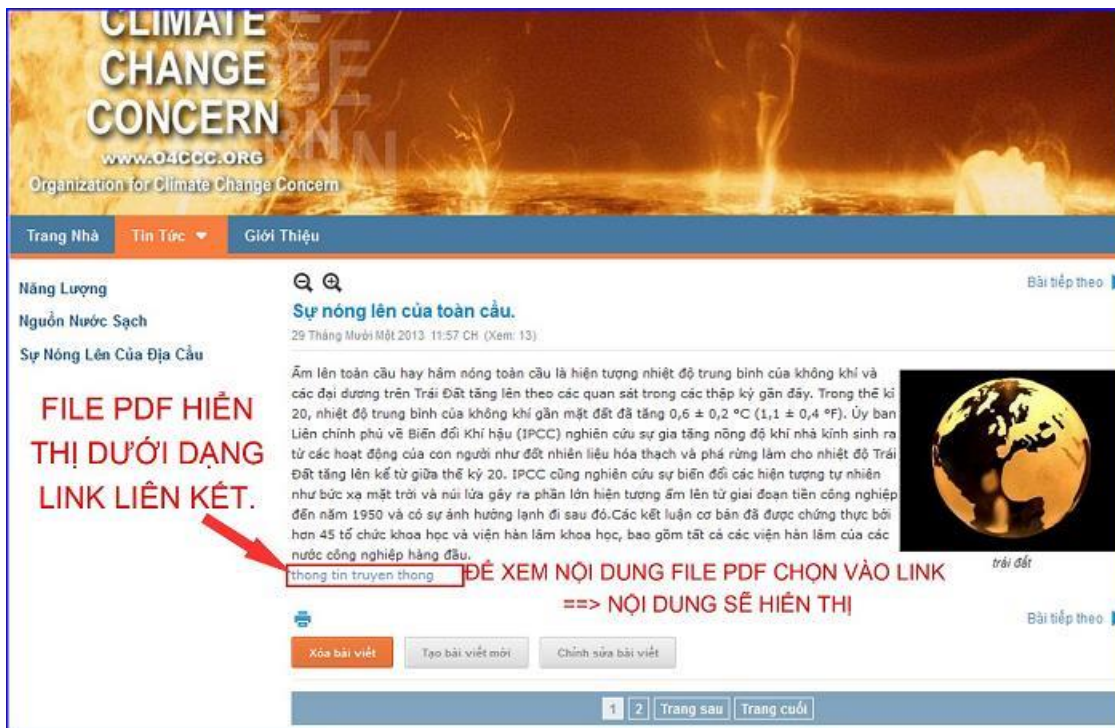 CLIMATE
CHANGE
CONCERN
www.O4CCC.ORG
Organization for Climate Change Concern
Trang Nhà Tin Tức Giới Thiệu
Năng Lượng
Nguồn Nước Sạch
Sự Nóng Lên Của Địa Cầu
Bài tiếp theo
Sự nóng lên của toàn cầu.
29 Tháng Mười Một 2013 11:57 CH (Xem: 13)
Ấm lên toàn cầu hay hâm nóng toàn cầu là hiện tượng nhiệt độ trung bình của không khí và
các đại dương trên Trái Đất tăng lên theo các quan sát trong các thập kỷ gần đây. Trong thế kỉ
20, nhiệt độ trung bình của không khí gần mặt đất đã tăng 0,6 ± 0,2 °C (1,1 ± 0,4 °F). Ủy ban
Liên chính phủ về Biến đổi Khí hậu (IPCC) nghiên cứu sự gia tăng nồng độ khí nhà kính sinh ra
từ các hoạt động của con người như đốt nhiên liệu hóa thạch và phá rừng làm cho nhiệt độ Trái
Đất tăng lên kể từ giữa thế kỷ 20. IPCC cũng nghiên cứu sự biến đổi các hiện tượng tự nhiên
như bức xạ mặt trời và núi lửa gây ra phần lớn hiện tượng ấm lên từ giai đoạn tiền công nghiệp
đến năm 1950 và có sự ảnh hưởng lạnh đi sau đó.Các kết luận cơ bản đã được chứng thực bởi
hơn 45 tổ chức khoa học và viện hàn lâm khoa học, bao gồm tất cả các viện hàn lâm của các
nước công nghiệp hàng đầu.
thong tin truyen thong
trái đất
FILE PDF HIỂN
THỊ DƯỚI DẠNG
LINK LIÊN KẾT.
ĐỂ XEM NỘI DUNG FILE PDF CHỌN VÀO LINK
==> NỘI DUNG SẼ HIỂN THỊ
Bài tiếp theo
Xóa bài viết Tạo bài viết mới Chỉnh sửa bài viết
1 2 Trang sau Trang cuối